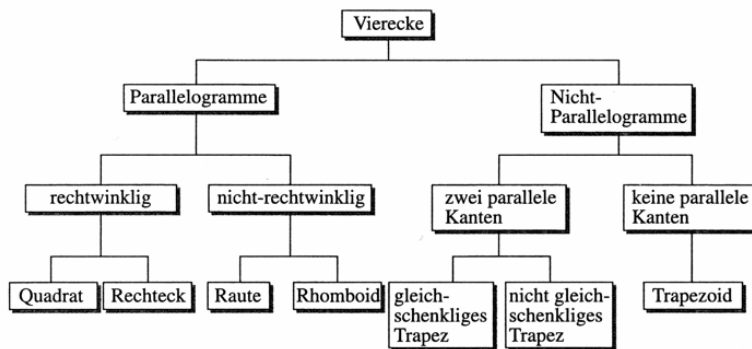 Vierecke
Parallelogramme
Nicht-
Parallelogramme
rechtwinklig
nicht-rechtwinklig
zwei parallele
Kanten
keine parallele
Kanten
Quadrat
Rechteck
Raute
Rhomboid
gleich-
schenkliges
Trapez
nicht gleich-
schenkliges
Trapez
Trapezoid